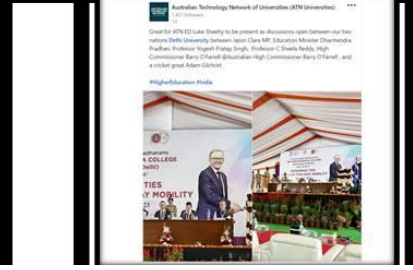 Australian Technology Network of Universities (ATN Universities)
Great for ATN ED Luke Sheehy to be present as discussions open between our two
nations Delhi University between Jason Clare MP, Education Minister Dharmendra
Pradhan, Professor Yogesh Pratap Singh, Professor C Sheela Reddy, High
Commissioner Barry O'Farrell @Australian High Commissioner Barry O'Farrell , and
a cricket great Adam Gilchrist
#HigherEducation #India
A COLLEGE
TIES
AY MOBILITY